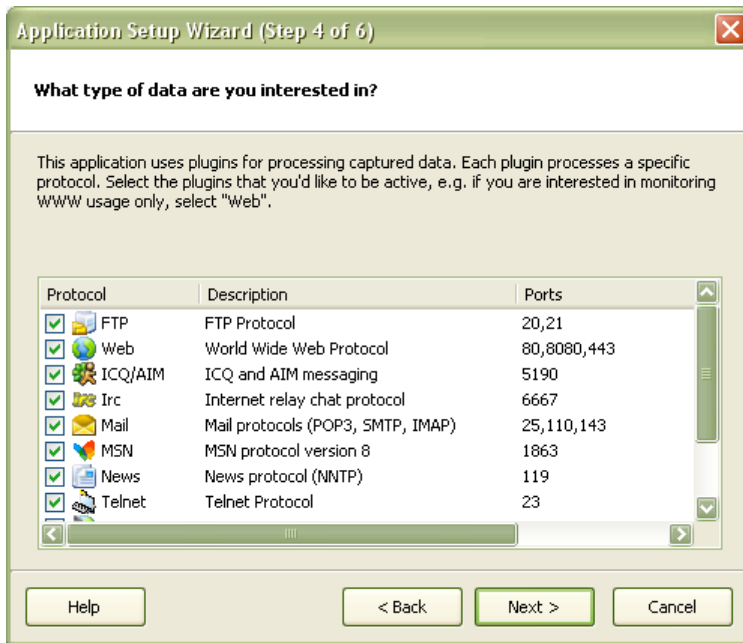 Application Setup Wizard (Step 4 of 6)
What type of data are you interested in?
This application uses plugins for processing captured data. Each plugin processes a specific
protocol. Select the plugins that you'd like to be active, e.g. if you are interested in monitoring
WWW usage only, select "Web".
Protocol Description Ports
FTP FTP Protocol 20,21
Web World Wide Web Protocol 80,8080,443
ICQ/AIM ICQ and AIM messaging 5190
Irc Internet relay chat protocol 6667
Mail Mail protocols (POP3, SMTP, IMAP) 25,110,143
MSN MSN protocol version 8 1863
News News protocol (NNTP) 119
Telnet Telnet Protocol 23
Help < Back Next > Cancel